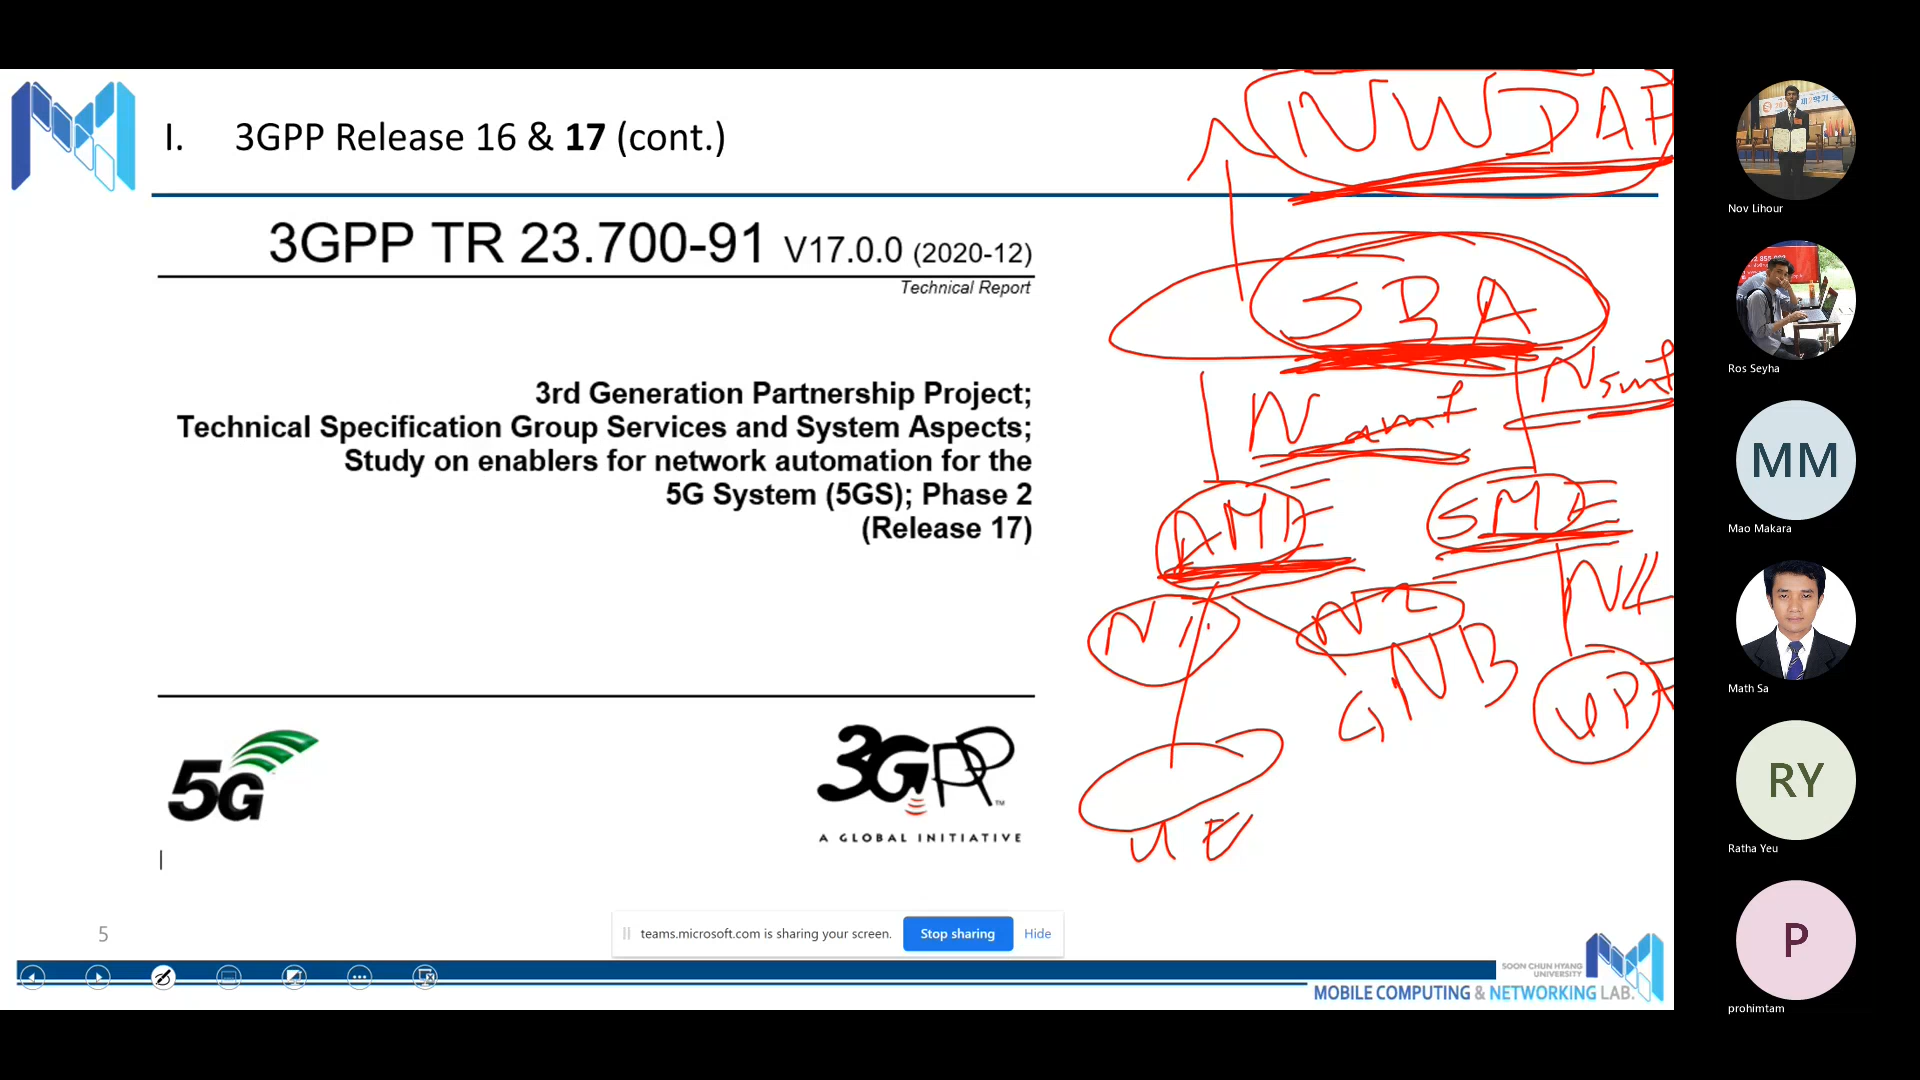 I. 3GPP Release 16 & 17 (cont.)
3GPP TR 23.700-91 V17.0.0 (2020-12)
Technical Report
3rd Generation Partnership Project;
Technical Specification Group Services and System Aspects;
Study on enablers for network automation for the
5G System (5GS); Phase 2
(Release 17)
5G
3GPP
TM
A GLOBAL INITIATIVE
NWDAF
SBA
Namf
Nsmf
AMF
SMF
N1
N2
N4
GNB
UPF
UE
5
teams.microsoft.com is sharing your screen.
Stop sharing
Hide
SOON CHUN HYANG
UNIVERSITY
MOBILE COMPUTING & NETWORKING LAB.
Nov Lihour
Ros Seyha
MM
Mao Makara
Math Sa
RY
Ratha Yeu
P
prohimtam